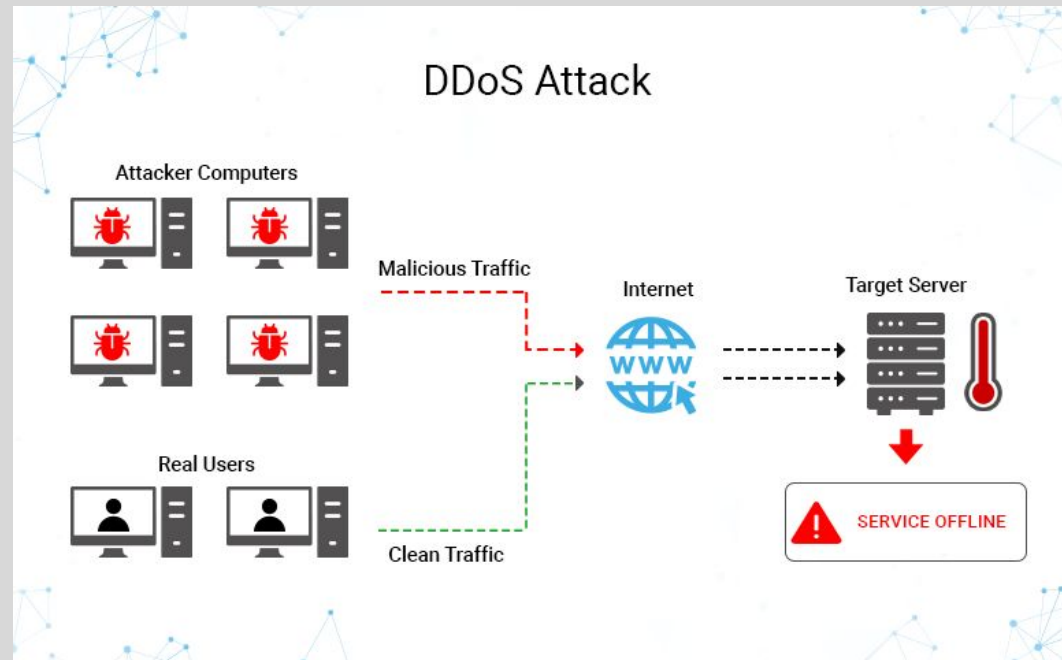 DDoS Attack
Attacker Computers
Malicious Traffic
Internet
Target Server
www
Real Users
SERVICE OFFLINE
Clean Traffic